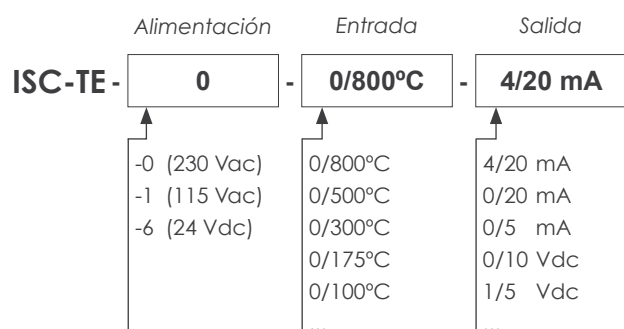 Alimentación Entrada Salida
ISC-TE - 0 - 0/800ºC - 4/20 mA
-0 (230 Vac) 0/800ºC 4/20 mA
-1 (115 Vac) 0/500ºC 0/20 mA
-6 (24 Vdc) 0/300ºC 0/5 mA
0/175ºC 0/10 Vdc
0/100ºC 1/5 Vdc
... ...